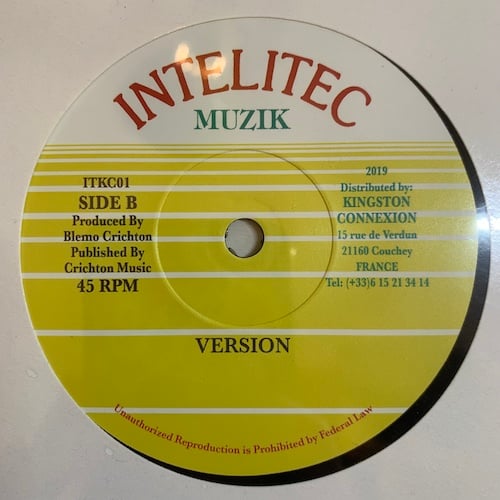 INTELITEC
MUZIK
ITKC01
SIDE B
Produced By
Blemo Crichton
Published By
Crichton Music
45 RPM
2019
Distributed by:
KINGSTON
CONNEXION
15 rue de Verdun
21160 Couchey
FRANCE
Tel: (+33)6 15 21 34 14
VERSION
Unauthorized Reproduction is Prohibited by Federal Law